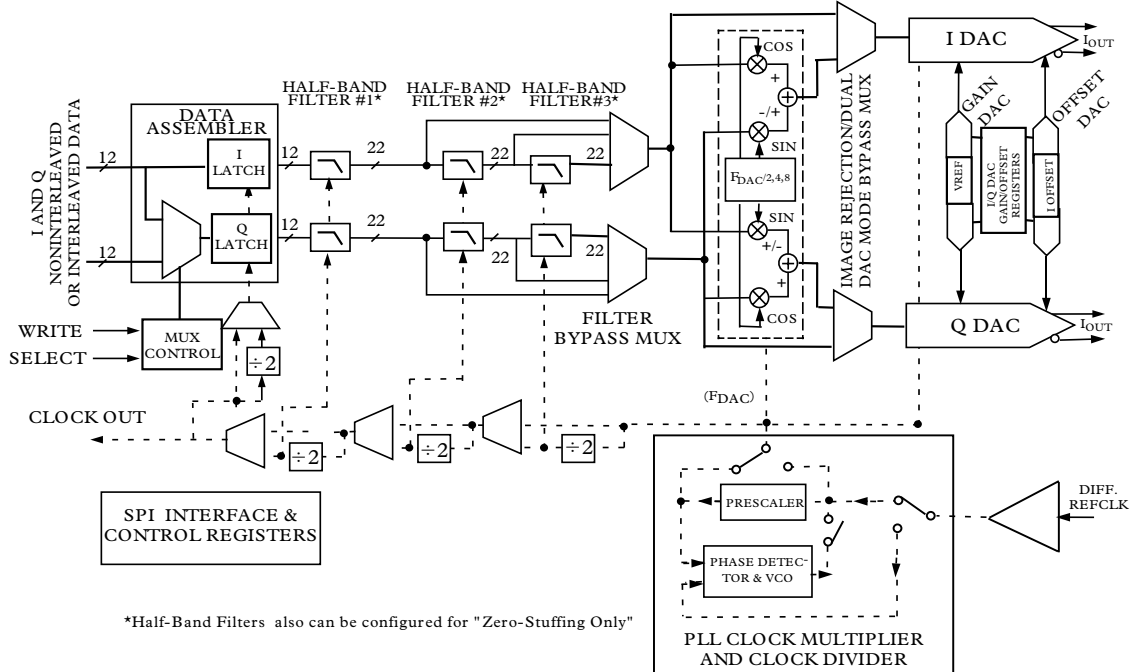 I AND Q
NONINTERLEAVED
OR INTERLEAVED DATA
12
12
WRITE
SELECT
DATA
ASSEMBLER
I
LATCH
Q
LATCH
MUX
CONTROL
÷2
12
12
HALF-BAND
FILTER #1*
22
22
HALF-BAND
FILTER #2*
22
22
HALF-BAND
FILTER#3*
22
22
FILTER
BYPASS MUX
COS
+
-/+
SIN
FDAC/2,4,8
SIN
+/-
+
COS
IMAGE REJECTION/DUAL
DAC MODE BYPASS MUX
I DAC
IOUT
GAIN
DAC
OFFSET
DAC
VREF
I/Q DAC
GAIN/OFFSET
REGISTERS
I OFFSET
Q DAC
IOUT
CLOCK OUT
÷2
÷2
÷2
(FDAC)
SPI INTERFACE &
CONTROL REGISTERS
PRESCALER
PHASE DETEC-
TOR & VCO
DIFF.
REFCLK
PLL CLOCK MULTIPLIER
AND CLOCK DIVIDER
*Half-Band Filters also can be configured for "Zero-Stuffing Only"